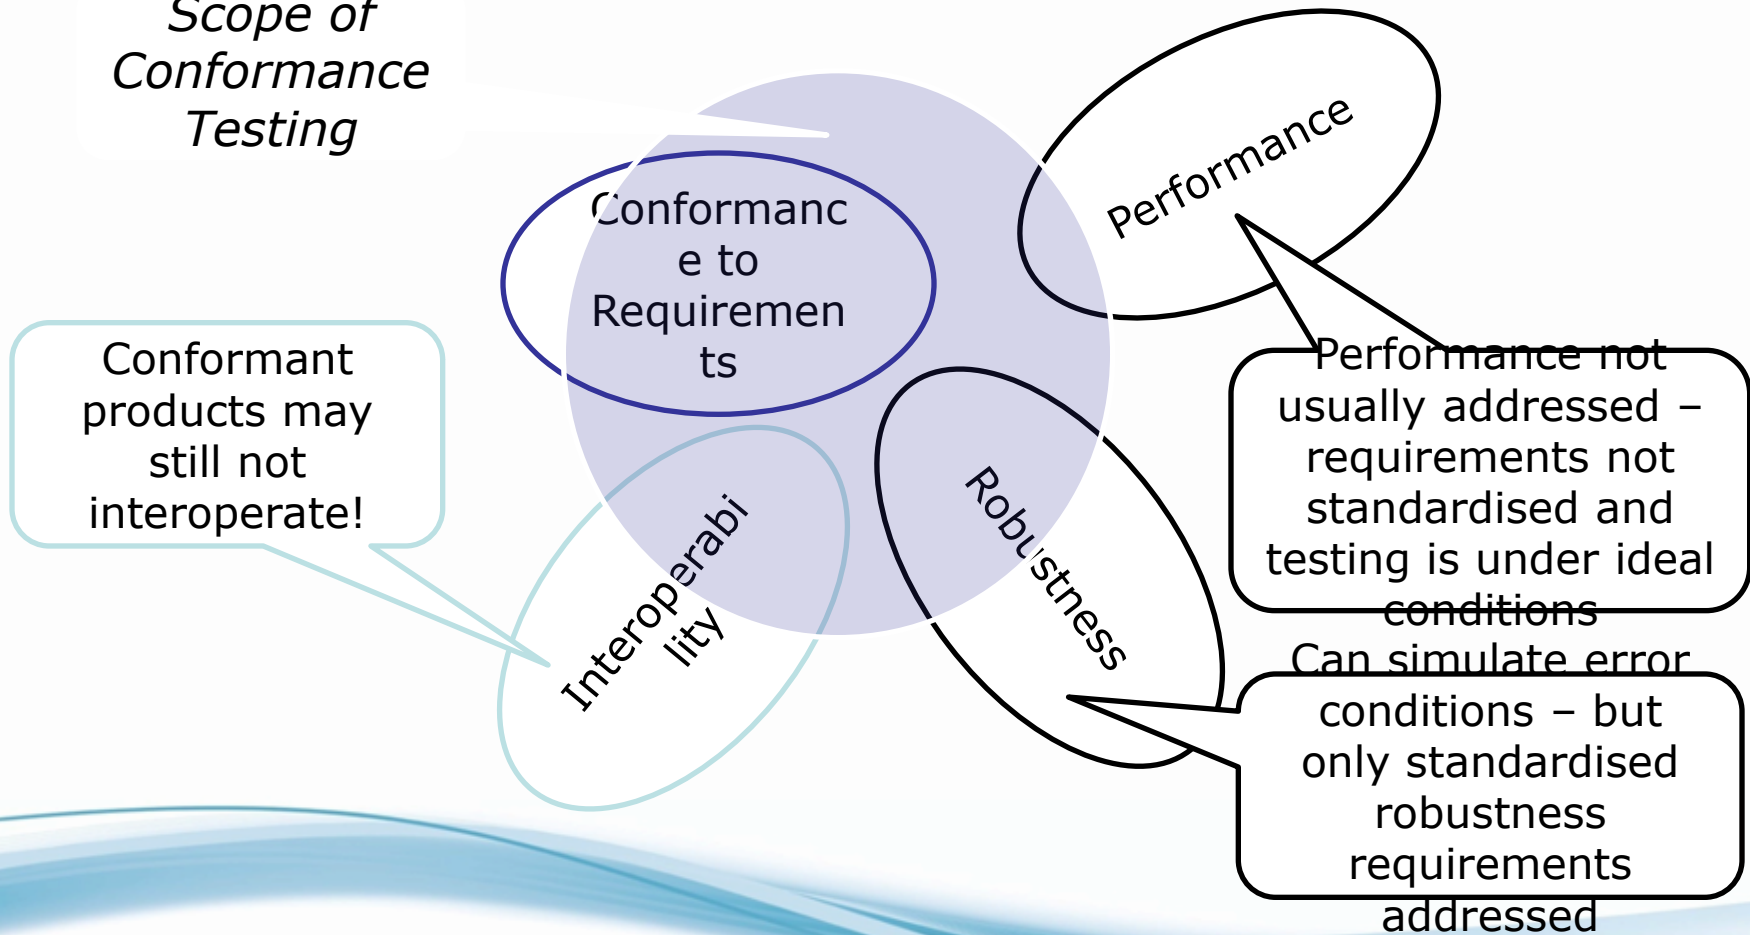 Scope of
Conformance
Testing
Performance
Conformanc
e to
Requiremen
ts
Conformant
products may
still not
interoperate!
Performance not
usually addressed –
requirements not
standardised and
testing is under ideal
conditions
Interoperabi
lity
Robustness
Can simulate error
conditions – but
only standardised
robustness
requirements
addressed